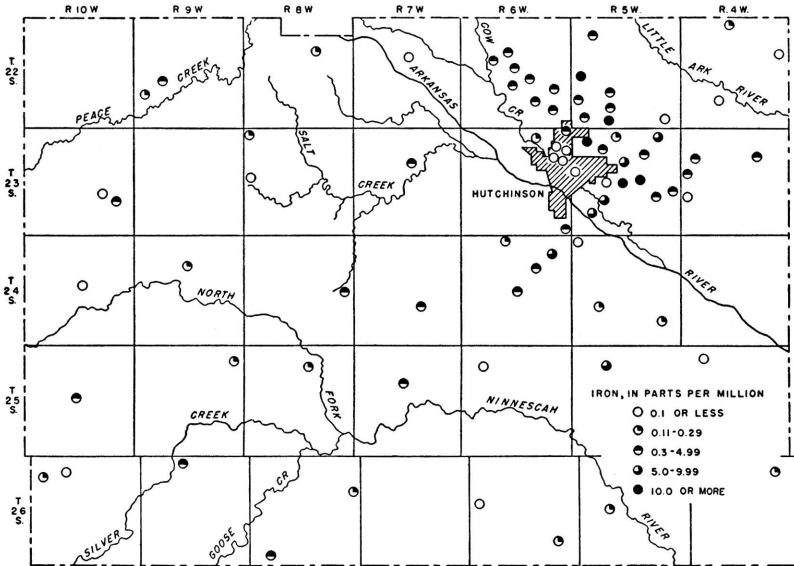 R 10 W R 9 W R 8 W R 7 W R 6 W. R 5 W. R. 4 W.
T. 22 S.
T. 23 S.
T. 24 S.
T. 25 S.
T 26 S.
PEACE CREEK
ARKANSAS
RIVER
COW
CR
LITTLE
ARK
RIVER
SALT
CREEK
HUTCHINSON
NORTH
FORK
NINNESCAH
RIVER
CREEK
SILVER
GOOSE
CR
IRON, IN PARTS PER MILLION
0.1 OR LESS
0.11-0.29
0.3-4.99
5.0-9.99
10.0 OR MORE